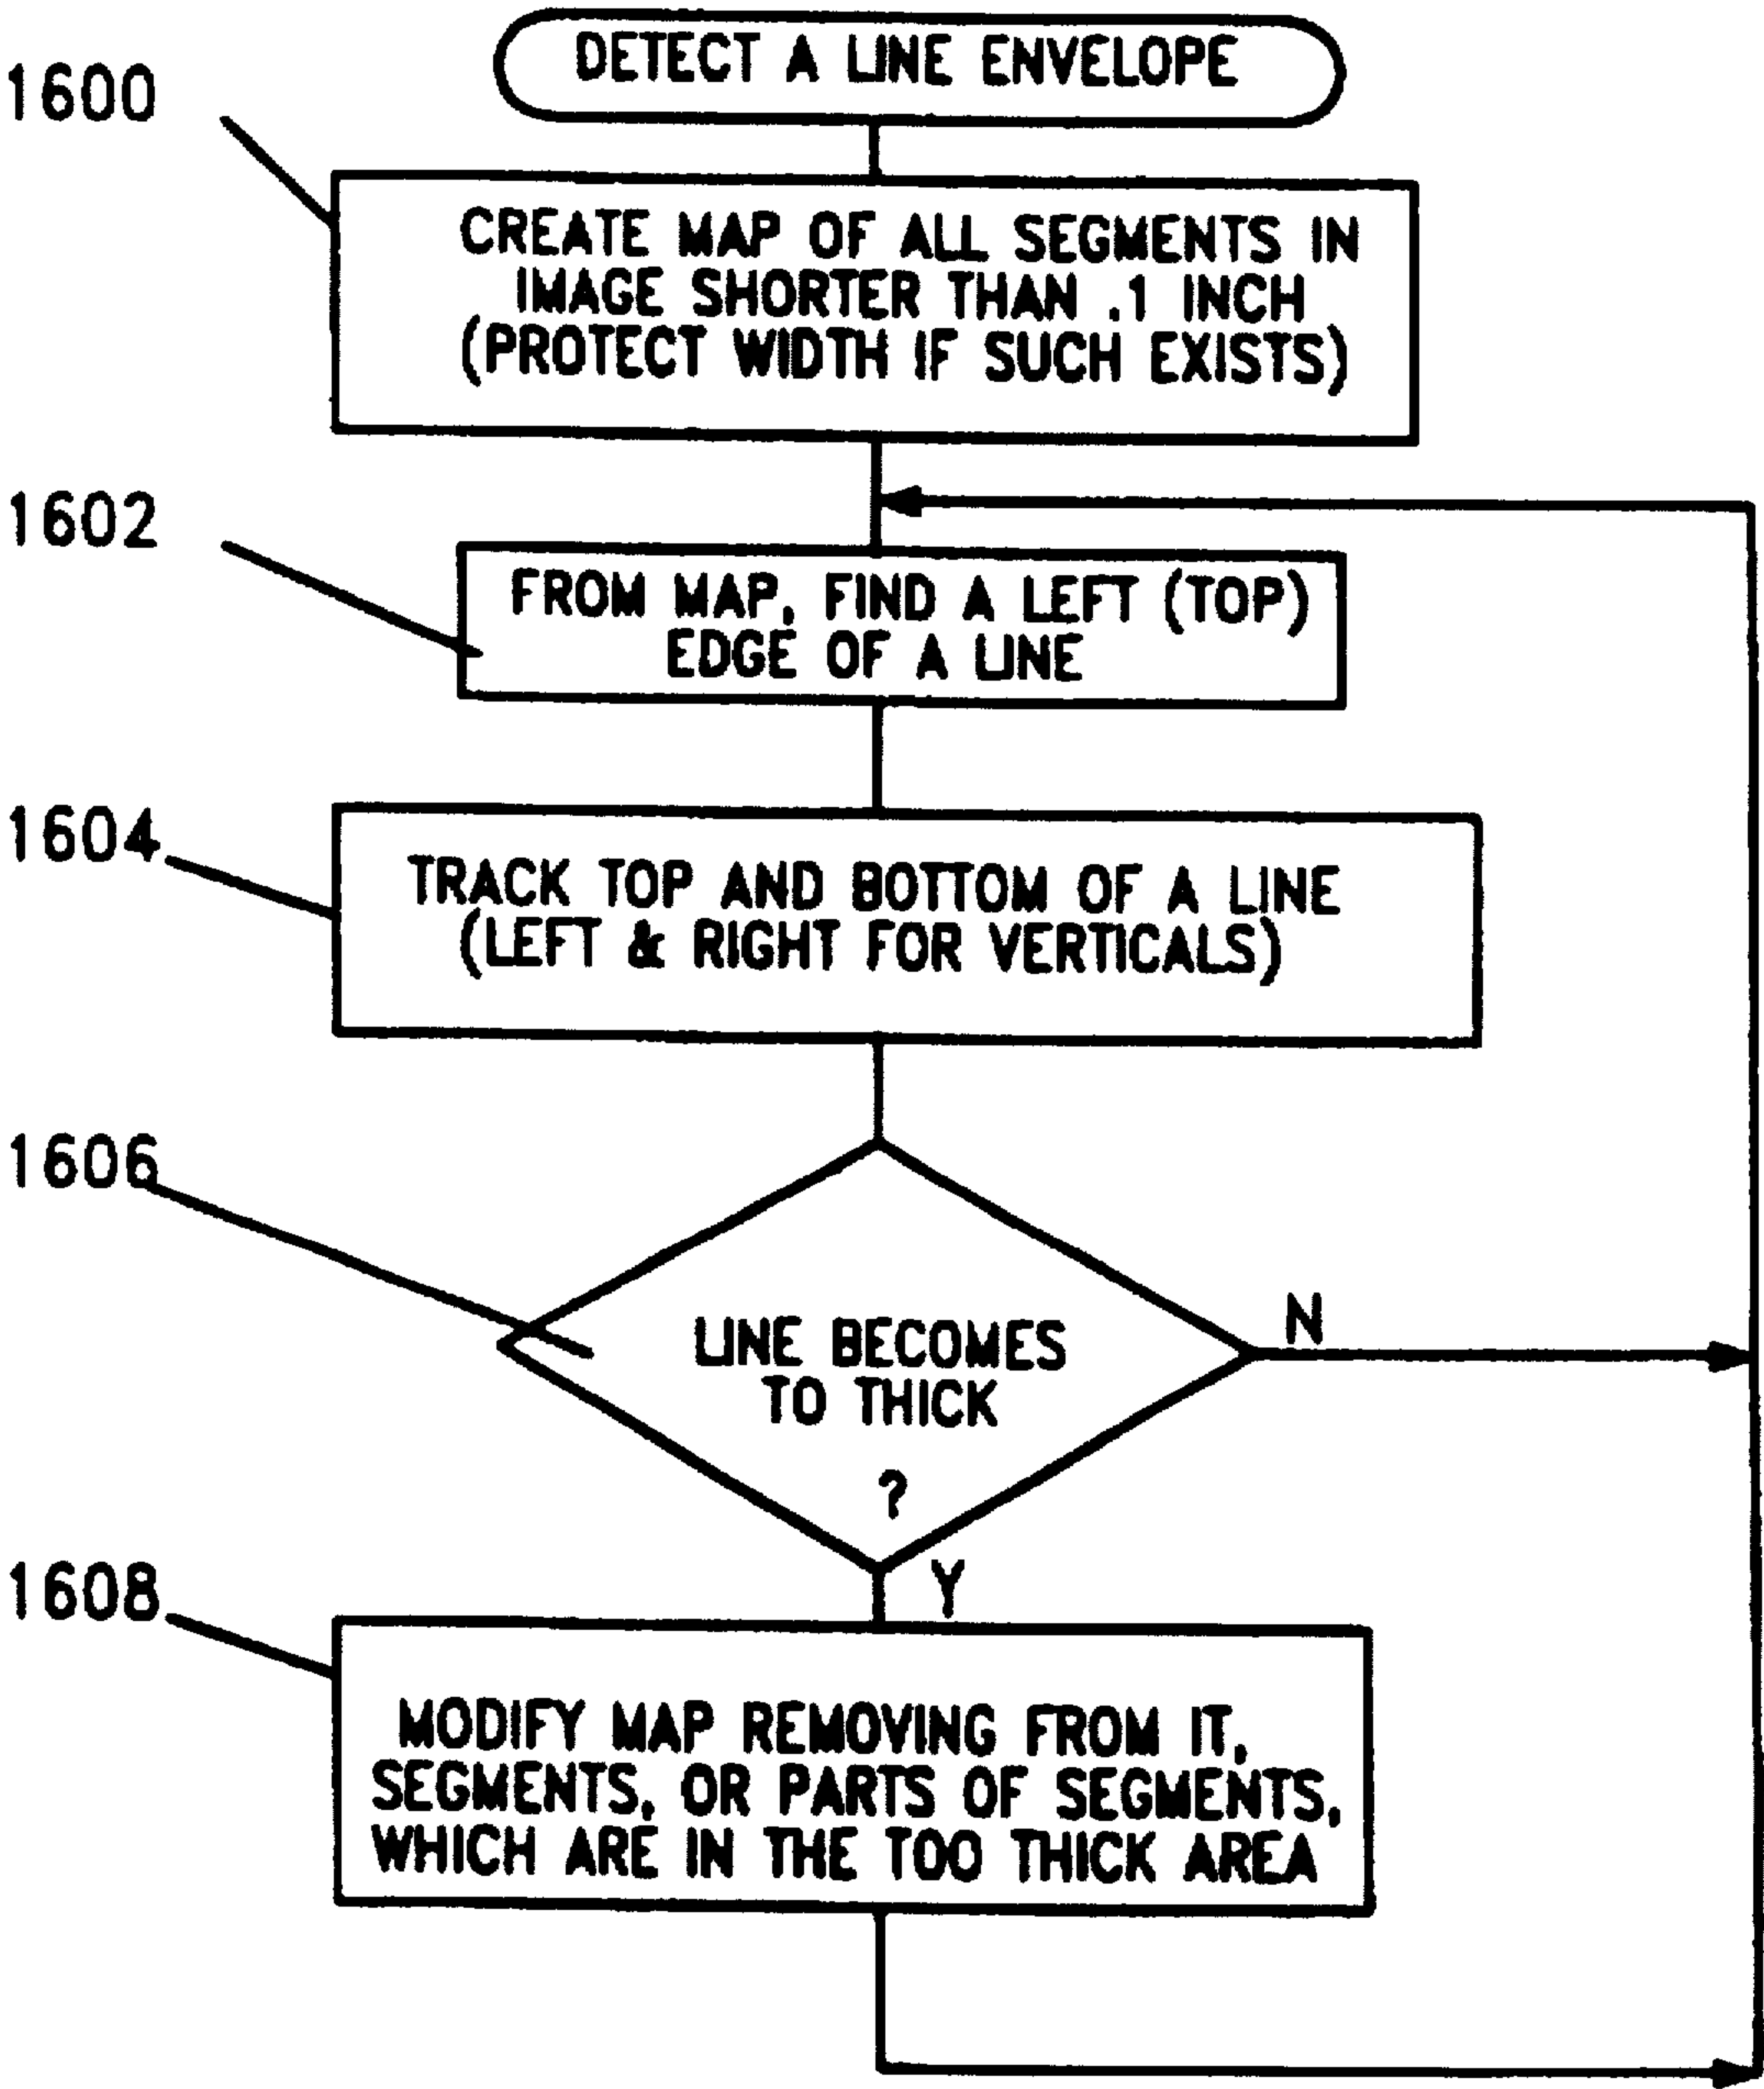 DETECT A LINE ENVELOPE
1600
CREATE MAP OF ALL SEGMENTS IN
IMAGE SHORTER THAN .1 INCH
(PROTECT WIDTH IF SUCH EXISTS)
1602
FROM MAP, FIND A LEFT (TOP)
EDGE OF A LINE
1604
TRACK TOP AND BOTTOM OF A LINE
(LEFT & RIGHT FOR VERTICALS)
1606
LINE BECOMES
TO THICK
?
N
Y
1608
MODIFY MAP REMOVING FROM IT,
SEGMENTS, OR PARTS OF SEGMENTS,
WHICH ARE IN THE TOO THICK AREA